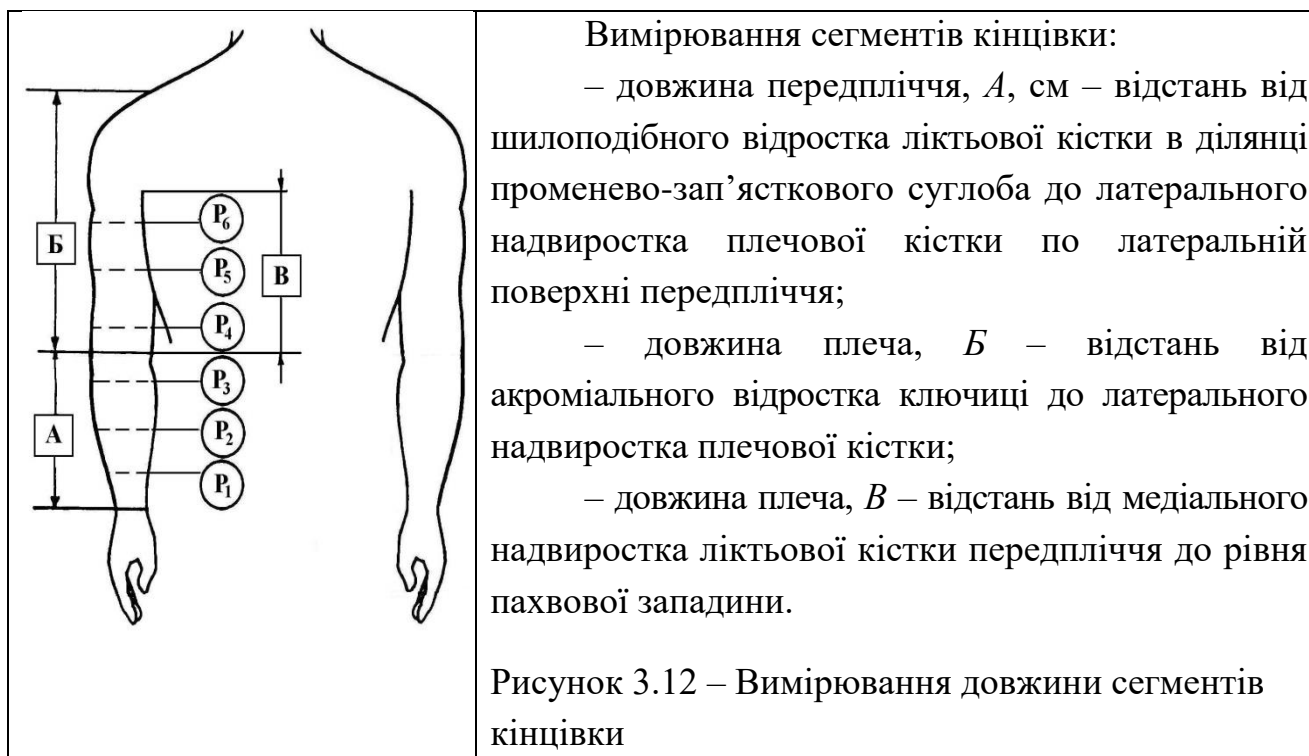 Б
А
В
P₆
P₅
P₄
P₃
P₂
P₁
Вимірювання сегментів кінцівки:
– довжина передпліччя, А, см – відстань від
шилоподібного відростка ліктьової кістки в ділянці
променево-зап’ясткового суглоба до латерального
надвиростка плечової кістки по латеральній
поверхні передпліччя;
– довжина плеча, Б – відстань від
акроміального відростка ключиці до латерального
надвиростка плечової кістки;
– довжина плеча, В – відстань від медіального
надвиростка ліктьової кістки передпліччя до рівня
пахвової западини.
Рисунок 3.12 – Вимірювання довжини сегментів
кінцівки